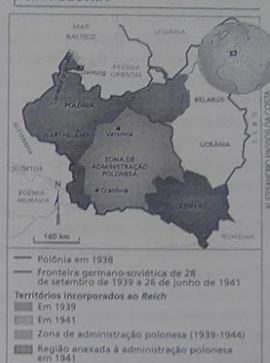 MAR
BÁLTICO
LITUÂNIA
Dantzig
PRÚSSIA
ORIENTAL
POLÔNIA
BELARUS
WARTHELAND
Varsóvia
ALEMANHA
ZONA DE
ADMINISTRAÇÃO
POLONESA
UCRÂNIA
SUDETOS
Cracóvia
BOÊMIA-
MORÁVIA
N
160 km
ROMÊNIA
Polônia em 1938
Fronteira germano-soviética de 28
de setembro de 1939 a 26 de junho de 1941
Territórios incorporados ao Reich
Em 1939
Em 1941
Zona de administração polonesa (1939-1944)
Região anexada à administração polonesa
em 1941